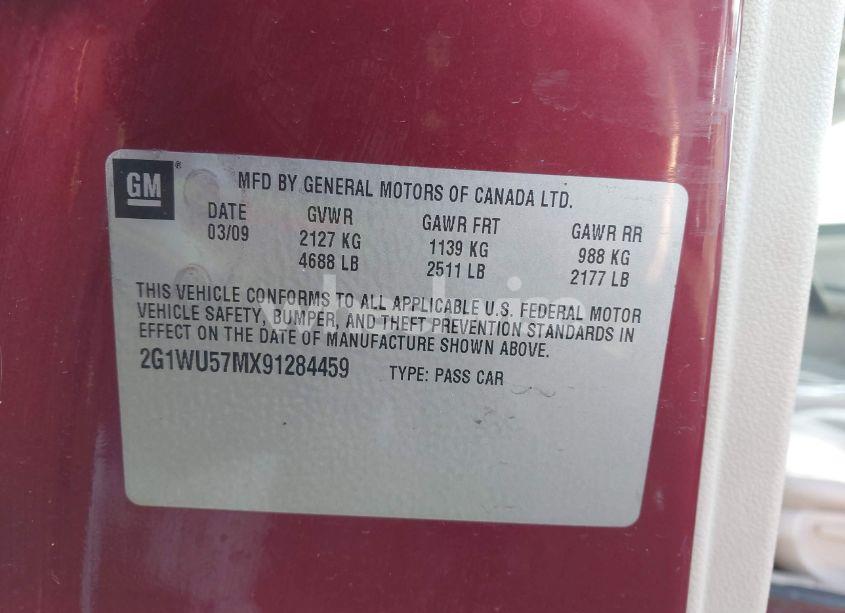 GM ®
MFD BY GENERAL MOTORS OF CANADA LTD.
DATE GVWR GAWR FRT GAWR RR
03/09 2127 KG 1139 KG 988 KG
4688 LB 2511 LB 2177 LB
THIS VEHICLE CONFORMS TO ALL APPLICABLE U.S. FEDERAL MOTOR
VEHICLE SAFETY, BUMPER, AND THEFT PREVENTION STANDARDS IN
EFFECT ON THE DATE OF MANUFACTURE SHOWN ABOVE.
2G1WU57MX91284459 TYPE: PASS CAR